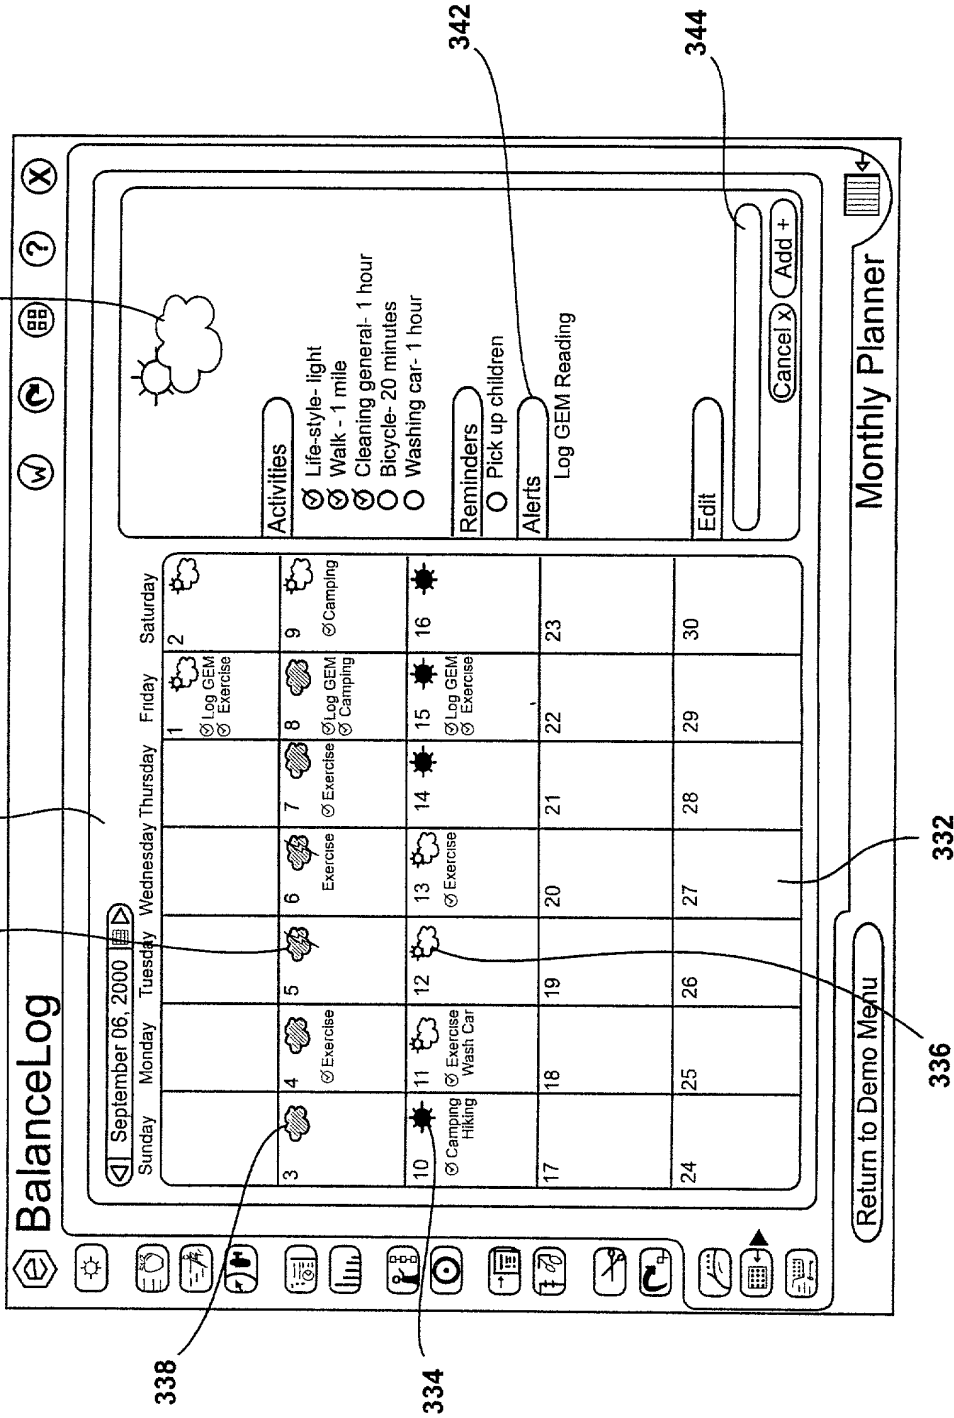 BalanceLog
W
?
X
September 06, 2000
Sunday Monday Tuesday Wednesday Thursday Friday Saturday
1
Log GEM
Exercise
2
3
4
Exercise
5
6
Exercise
7
Exercise
8
Log GEM
Camping
9
Camping
10
Camping
Hiking
11
Exercise
Wash Car
12
13
Exercise
14
15
Log GEM
Exercise
16
17
18
19
20
21
22
23
24
25
26
27
28
29
30
Activities
Life-style- light
Walk - 1 mile
Cleaning general- 1 hour
Bicycle- 20 minutes
Washing car- 1 hour
Reminders
Pick up children
Alerts
Log GEM Reading
Edit
Cancel x
Add +
Return to Demo Menu
Monthly Planner
338
334
336
332
342
344